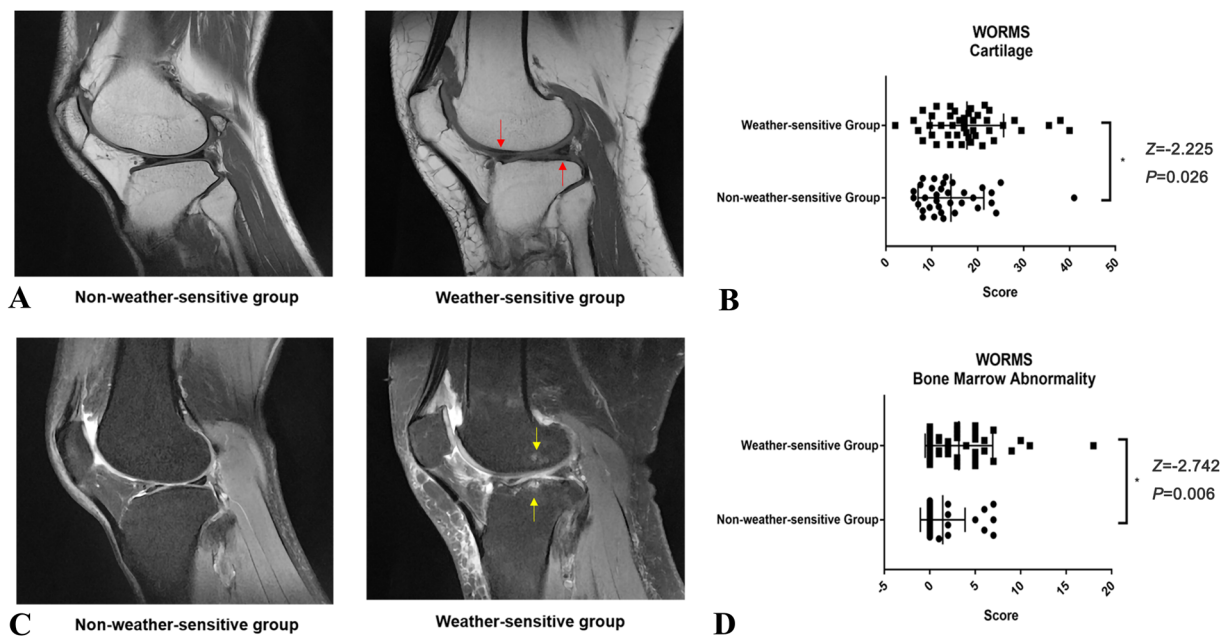 A
Non-weather-sensitive group
Weather-sensitive group
B
WORMS
Cartilage
Weather-sensitive Group
Non-weather-sensitive Group
*
Z=-2.225
P=0.026
0 10 20 30 40 50
Score
C
Non-weather-sensitive group
Weather-sensitive group
D
WORMS
Bone Marrow Abnormality
Weather-sensitive Group
Non-weather-sensitive Group
*
Z=-2.742
P=0.006
-5 0 5 10 15 20
Score